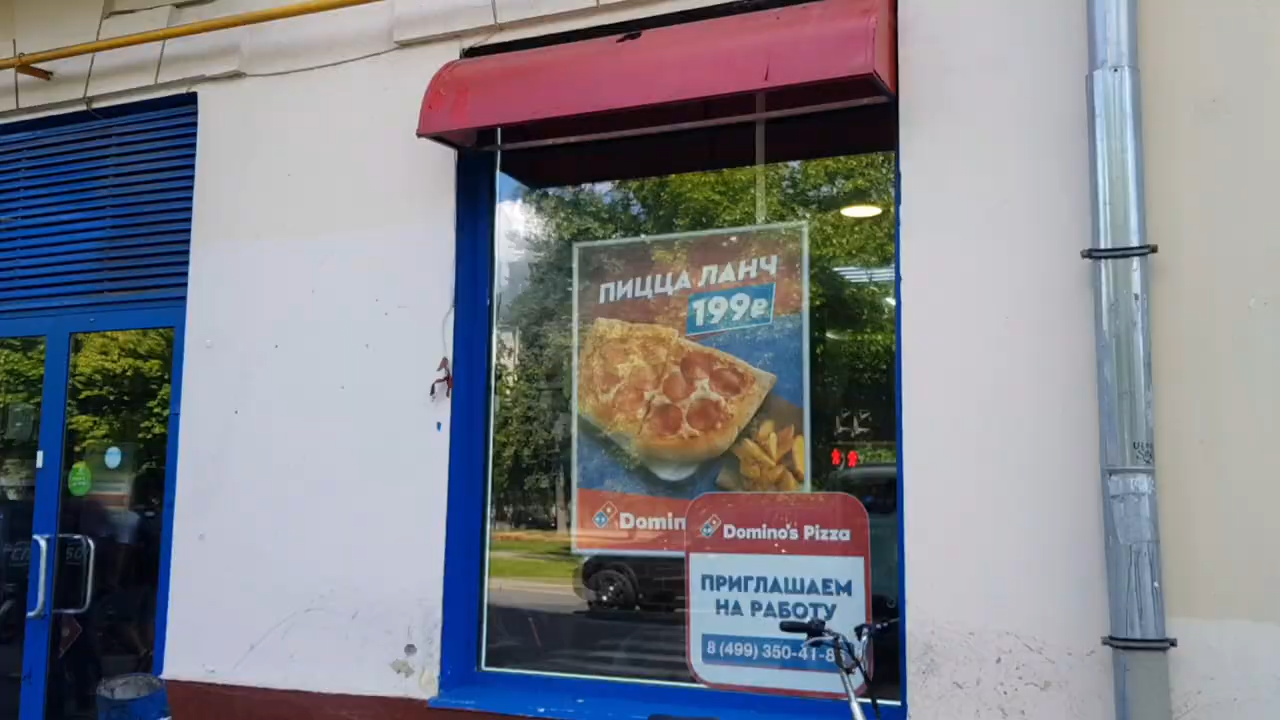 ПИЦЦА ЛАНЧ
199₽
Domin
Domino's Pizza
ПРИГЛАШАЕМ
НА РАБОТУ
8 (499) 350-41-8